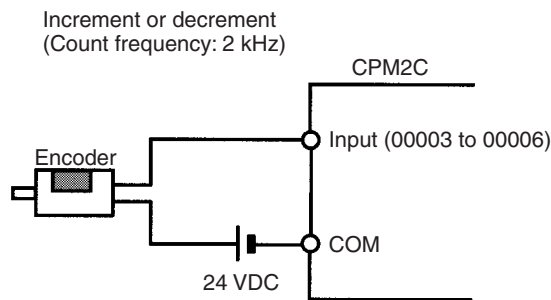 Increment or decrement
(Count frequency: 2 kHz)
CPM2C
Input (00003 to 00006)
Encoder
COM
24 VDC